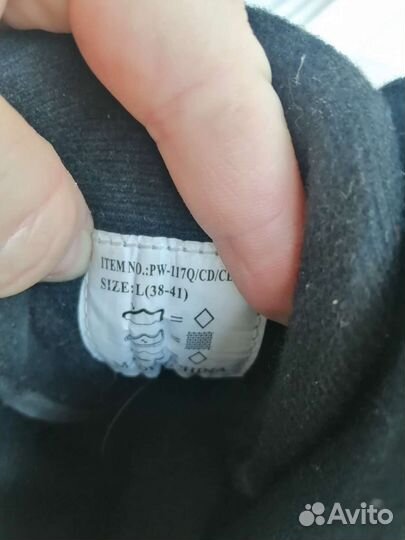 ITEM NO.:PW-117Q/CD/CE
SIZE:L(38-41)
=
=
Avito